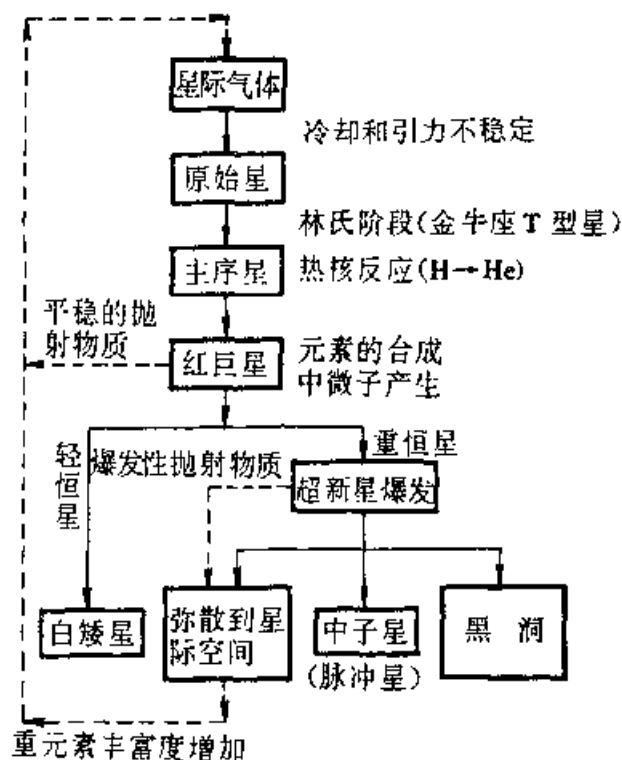 星际气体
冷却和引力不稳定
原始星
林氏阶段(金牛座T型星)
主序星
热核反应(H→He)
平稳的抛
射物质
红巨星
元素的合成
中微子产生
轻恒星
爆发性抛射物质
重恒星
超新星爆发
白矮星
弥散到星
际空间
中子星
(脉冲星)
黑洞
重元素丰富度增加